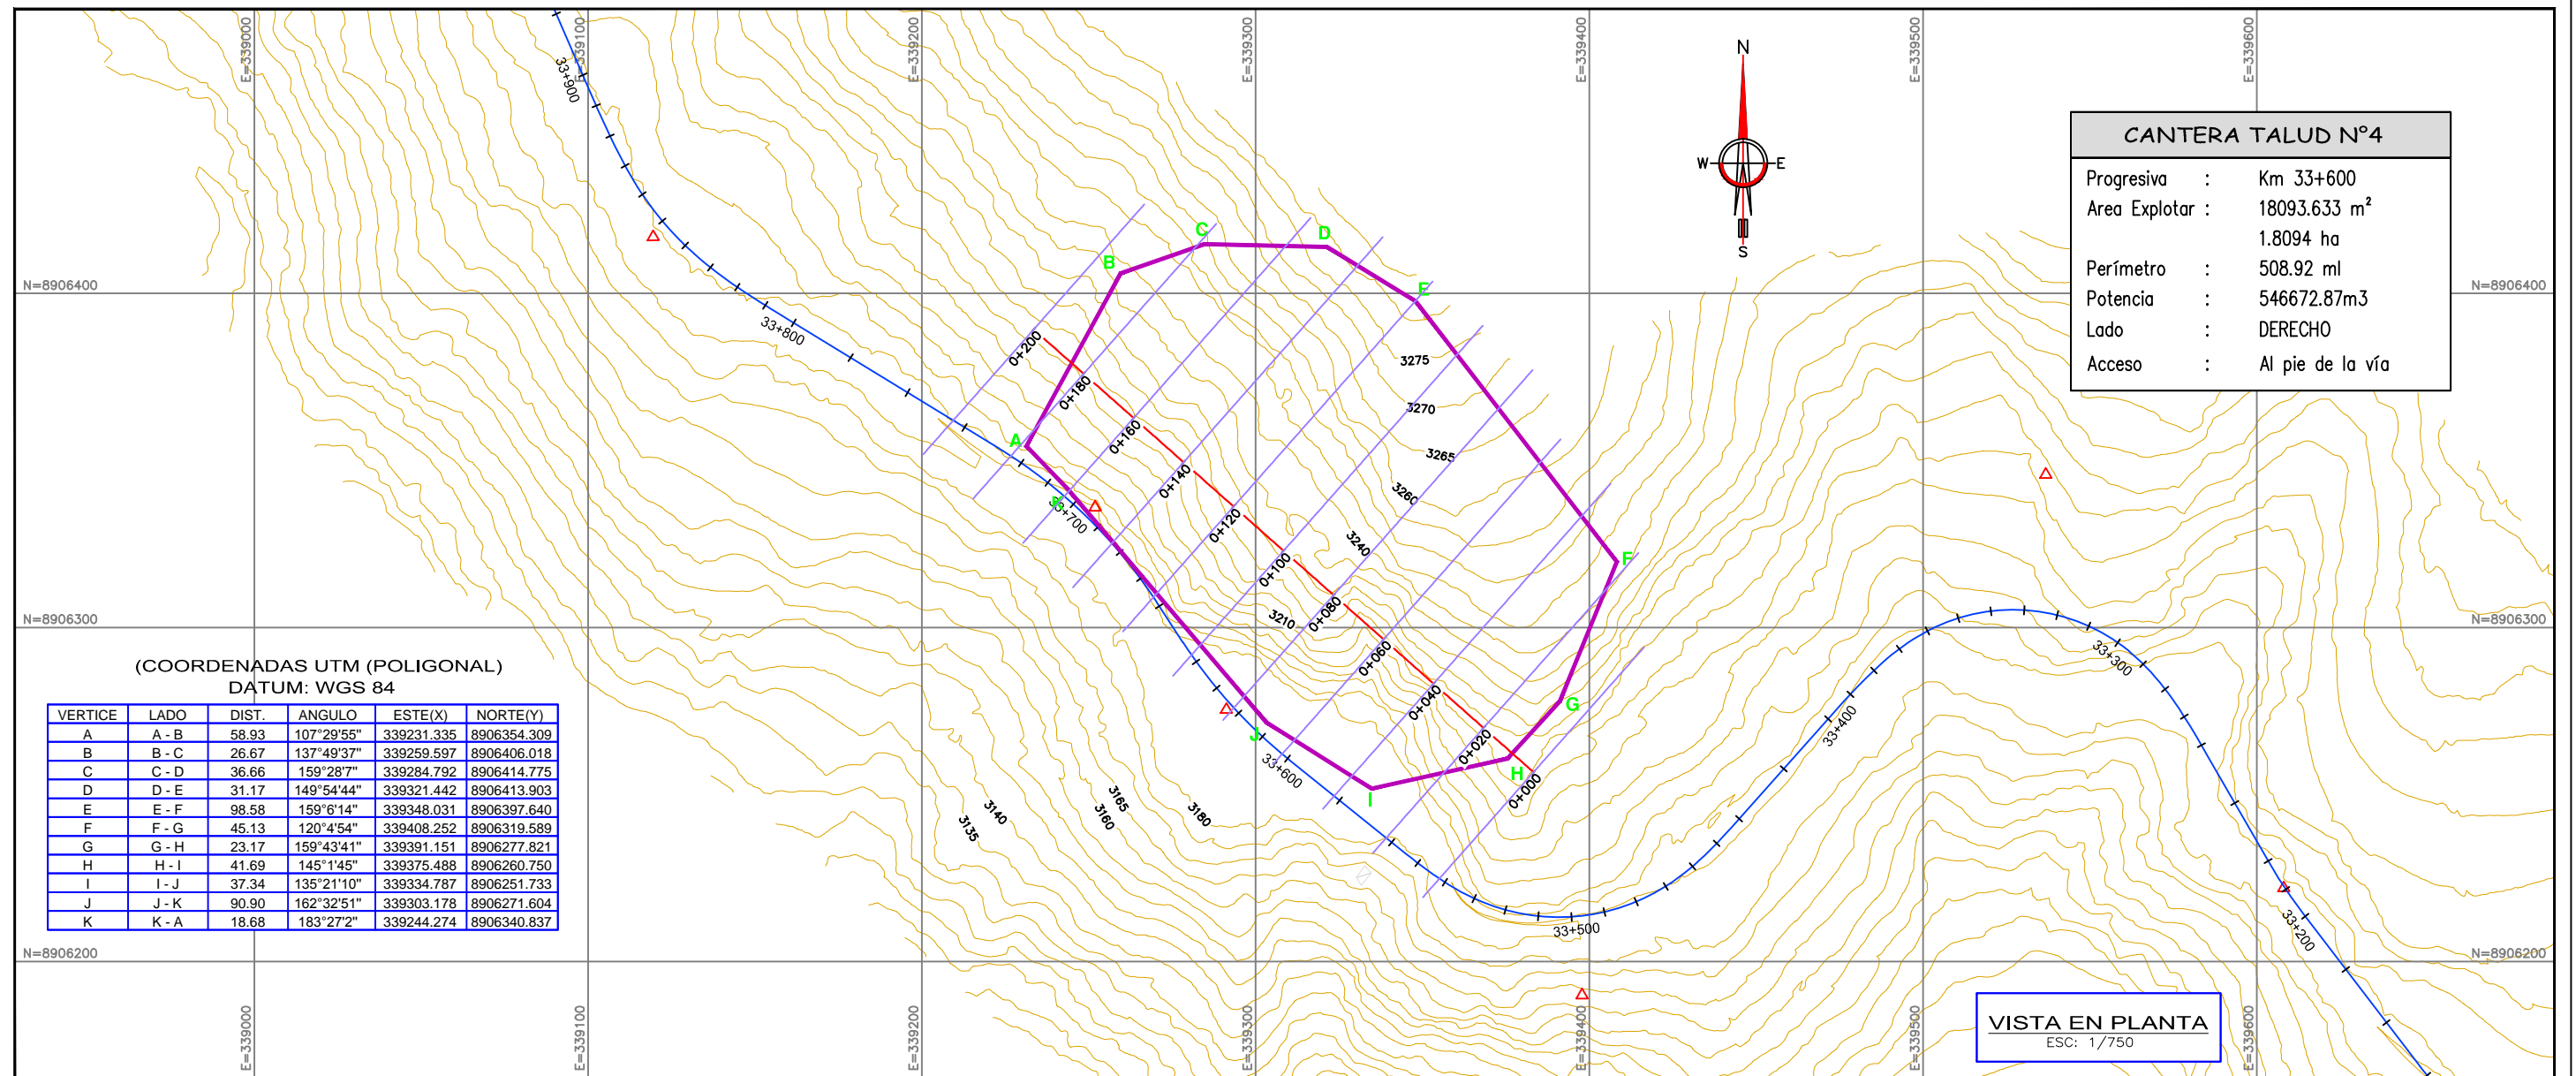 E=339000
E=339100
E=339200
E=339300
E=339400
E=339500
E=339600
33+900
N
W E
S
CANTERA TALUD N°4
Progresiva : Km 33+600
Area Explotar : 18093.633 m²
1.8094 ha
Perímetro : 508.92 ml
Potencia : 546672.87m3
Lado : DERECHO
Acceso : Al pie de la vía
N=8906400
N=8906400
33+800
C
D
B
E
0+200
0+180
3275
A
0+160
3270
0+140
3265
K
33+700
3260
0+120
3240
0+100
F
0+080
3210
N=8906300
N=8906300
0+060
33+300
0+040
G
33+400
J
0+020
33+600
H
0+000
I
3165
3140
3160
3180
3135
33+500
33+200
(COORDENADAS UTM (POLIGONAL)
DATUM: WGS 84
VERTICE LADO DIST. ANGULO ESTE(X) NORTE(Y)
A A - B 58.93 107°29'55" 339231.335 8906354.309
B B - C 26.67 137°49'37" 339259.597 8906406.018
C C - D 36.66 159°28'7" 339284.792 8906414.775
D D - E 31.17 149°54'44" 339321.442 8906413.903
E E - F 98.58 159°6'14" 339348.031 8906397.640
F F - G 45.13 120°4'54" 339408.252 8906319.589
G G - H 23.17 159°43'41" 339391.151 8906277.821
H H - I 41.69 145°1'45" 339375.488 8906260.750
I I - J 37.34 135°21'10" 339334.787 8906251.733
J J - K 90.90 162°32'51" 339303.178 8906271.604
K K - A 18.68 183°27'2" 339244.274 8906340.837
N=8906200
N=8906200
VISTA EN PLANTA
ESC: 1/750
E=339000
E=339100
E=339200
E=339300
E=339400
E=339500
E=339600